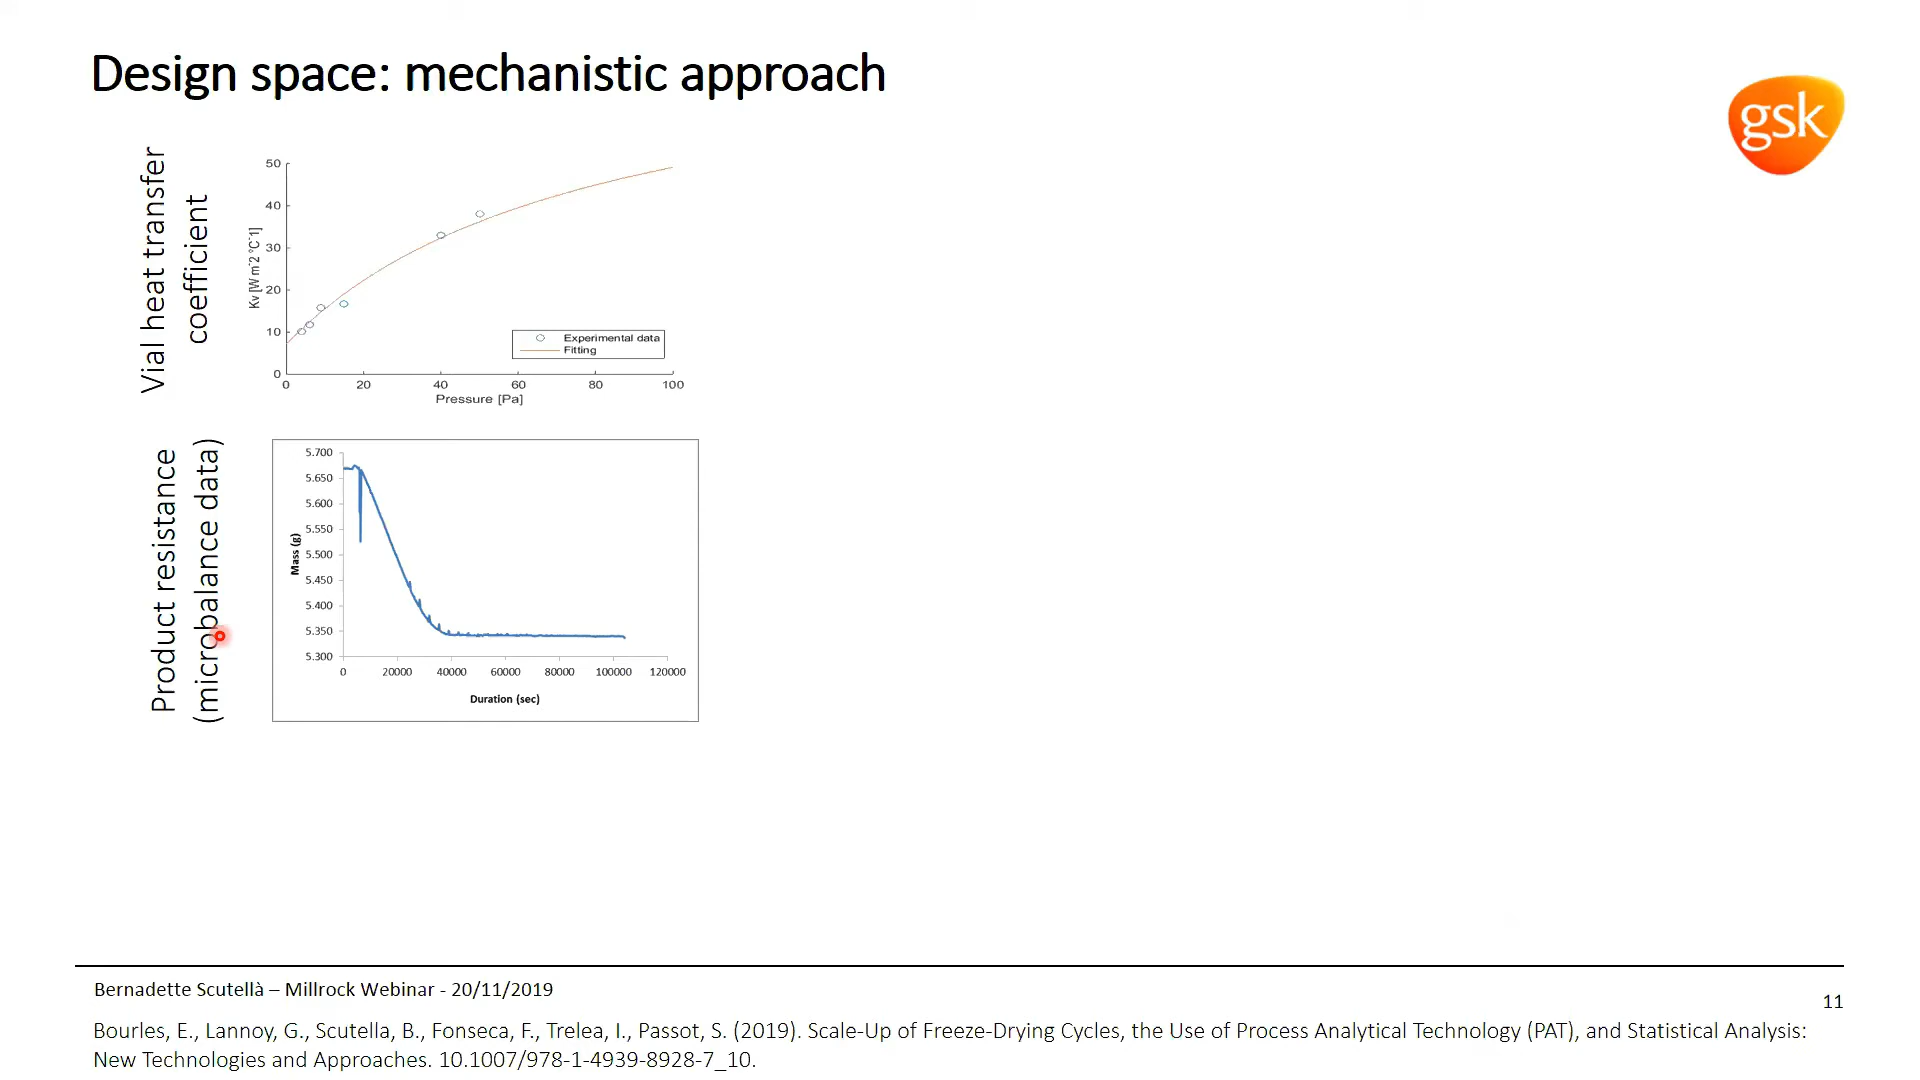 Design space: mechanistic approach
gsk
Vial heat transfer
coefficient
50
40
30
20
10
0
Kv [W m^-2 °C^-1]
0 20 40 60 80 100
Pressure [Pa]
Experimental data
Fitting
Product resistance
(microbalance data)
5.700
5.650
5.600
5.550
5.500
5.450
5.400
5.350
5.300
Mass (g)
0 20000 40000 60000 80000 100000 120000
Duration (sec)
Bernadette Scutellà – Millrock Webinar - 20/11/2019
11
Bourles, E., Lannoy, G., Scutella, B., Fonseca, F., Trelea, I., Passot, S. (2019). Scale-Up of Freeze-Drying Cycles, the Use of Process Analytical Technology (PAT), and Statistical Analysis:
New Technologies and Approaches. 10.1007/978-1-4939-8928-7_10.